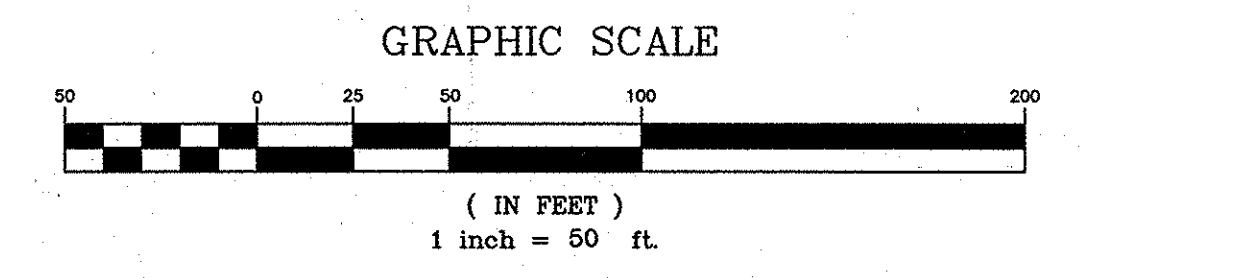 GRAPHIC SCALE
50 0 25 50 100 200
( IN FEET )
1 inch = 50 ft.